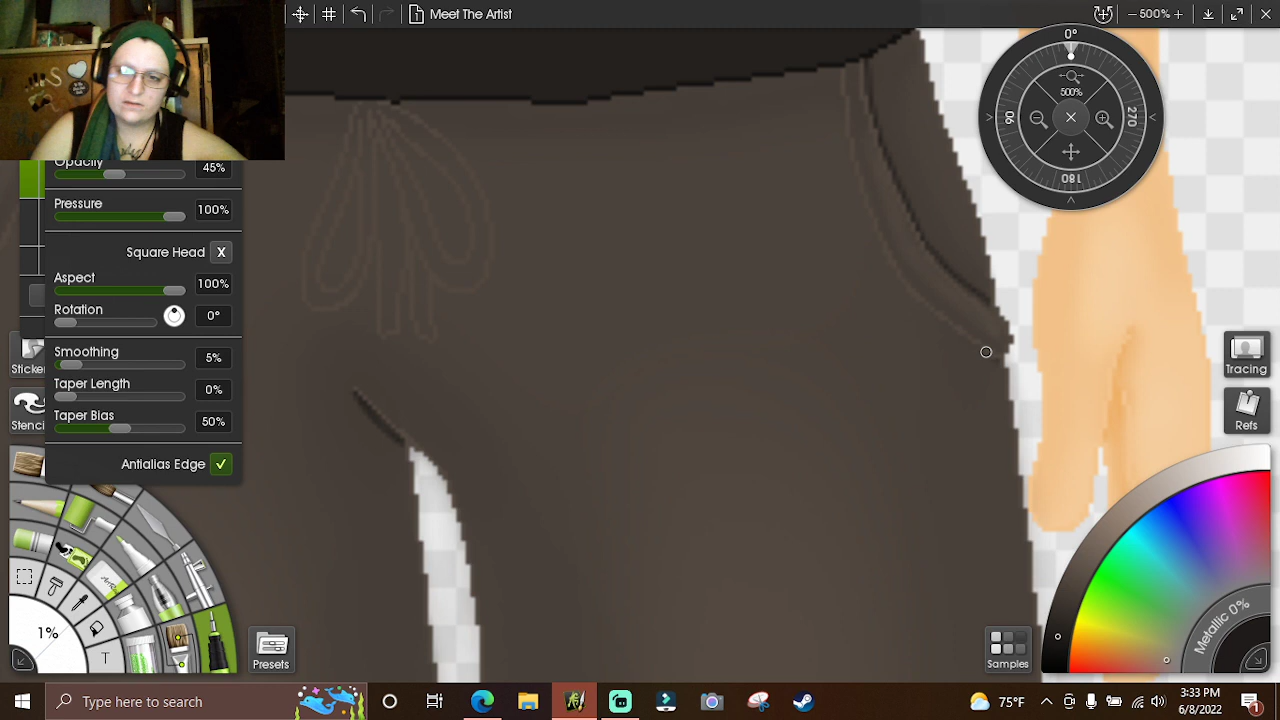 Meet The Artist
500%
0°
500%
90
270
180
Opacity
45%
Pressure
100%
Square Head X
Aspect
100%
Rotation
0°
Smoothing
5%
Taper Length
0%
Taper Bias
50%
Antialias Edge
Tracing
Refs
1%
T
Presets
Samples
Metallic 0%
Type here to search
75°F
3:33 PM
6/8/2022
1